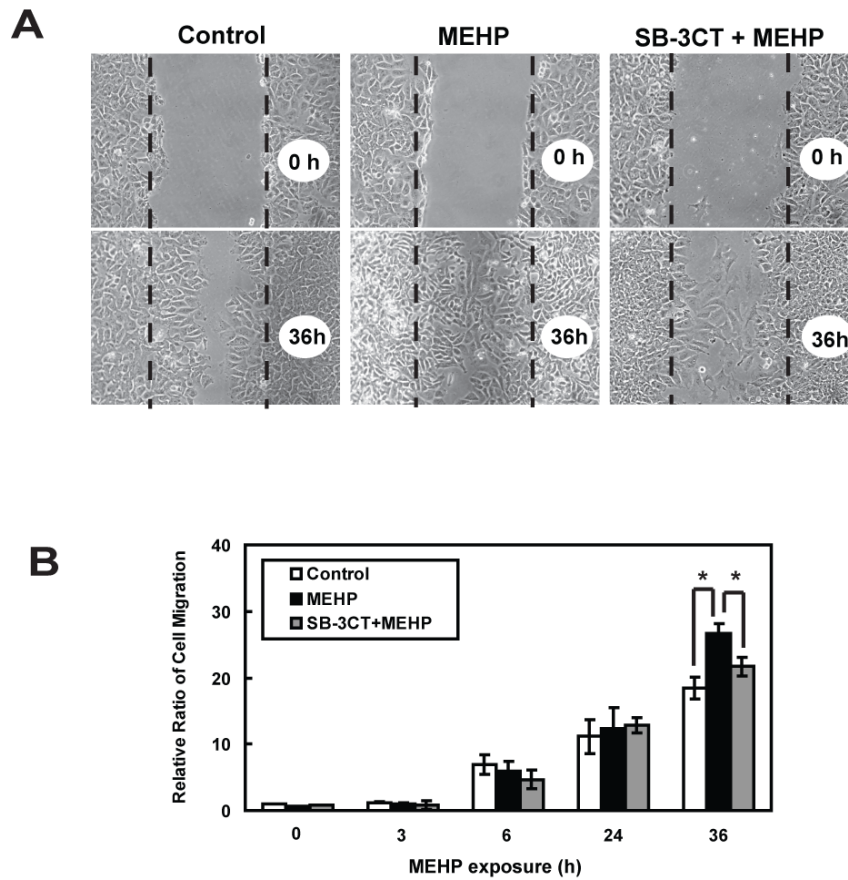 A
Control
MEHP
SB-3CT + MEHP
0 h
0 h
0 h
36h
36h
36h
B
Relative Ratio of Cell Migration
40
30
20
10
0
Control
MEHP
SB-3CT+MEHP
* *
0 3 6 24 36
MEHP exposure (h)